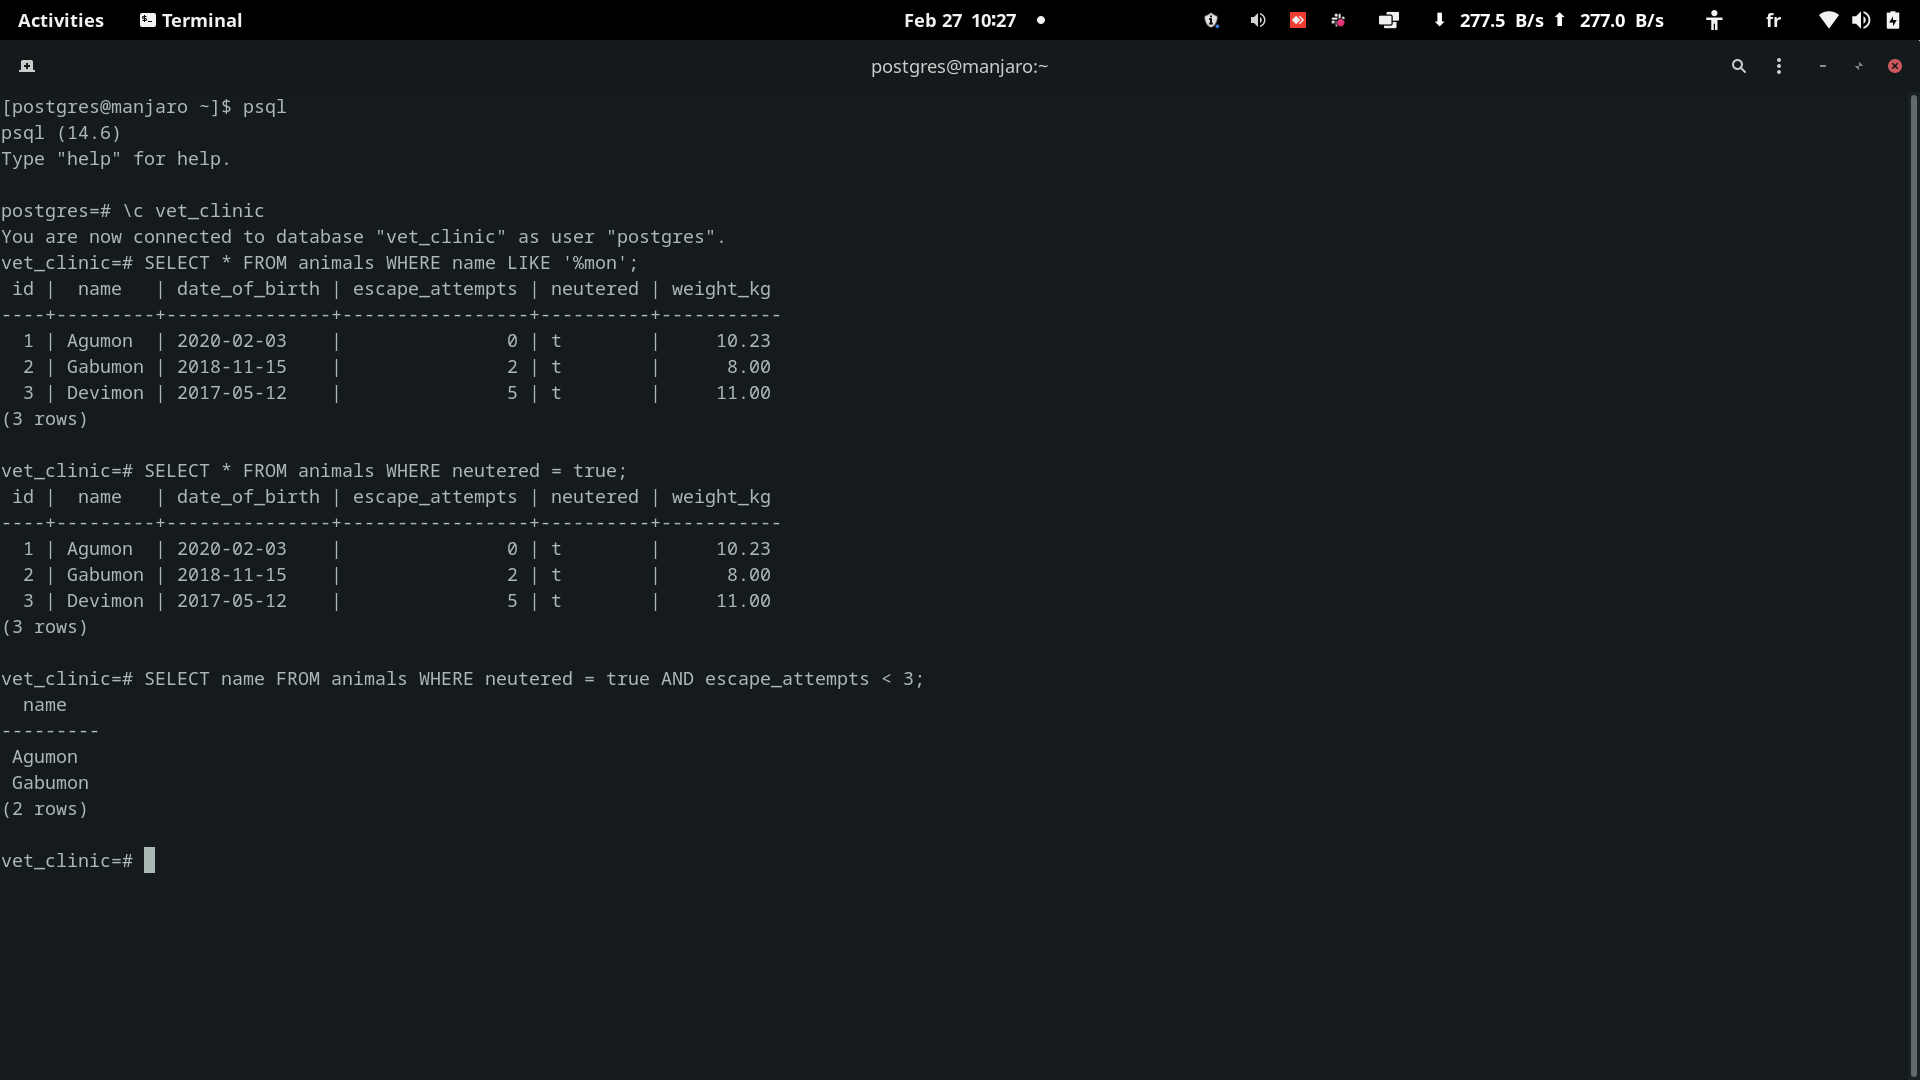 Activities Terminal Feb 27 10:27 277.5 B/s 277.0 B/s fr
postgres@manjaro:~
[postgres@manjaro ~]$ psql
psql (14.6)
Type "help" for help.
postgres=# \c vet_clinic
You are now connected to database "vet_clinic" as user "postgres".
vet_clinic=# SELECT * FROM animals WHERE name LIKE '%mon';
 id |  name   | date_of_birth | escape_attempts | neutered | weight_kg
----+---------+---------------+-----------------+----------+-----------
  1 | Agumon  | 2020-02-03    |               0 | t        |     10.23
  2 | Gabumon | 2018-11-15    |               2 | t        |      8.00
  3 | Devimon | 2017-05-12    |               5 | t        |     11.00
(3 rows)
vet_clinic=# SELECT * FROM animals WHERE neutered = true;
 id |  name   | date_of_birth | escape_attempts | neutered | weight_kg
----+---------+---------------+-----------------+----------+-----------
  1 | Agumon  | 2020-02-03    |               0 | t        |     10.23
  2 | Gabumon | 2018-11-15    |               2 | t        |      8.00
  3 | Devimon | 2017-05-12    |               5 | t        |     11.00
(3 rows)
vet_clinic=# SELECT name FROM animals WHERE neutered = true AND escape_attempts < 3;
  name
---------
 Agumon
 Gabumon
(2 rows)
vet_clinic=#